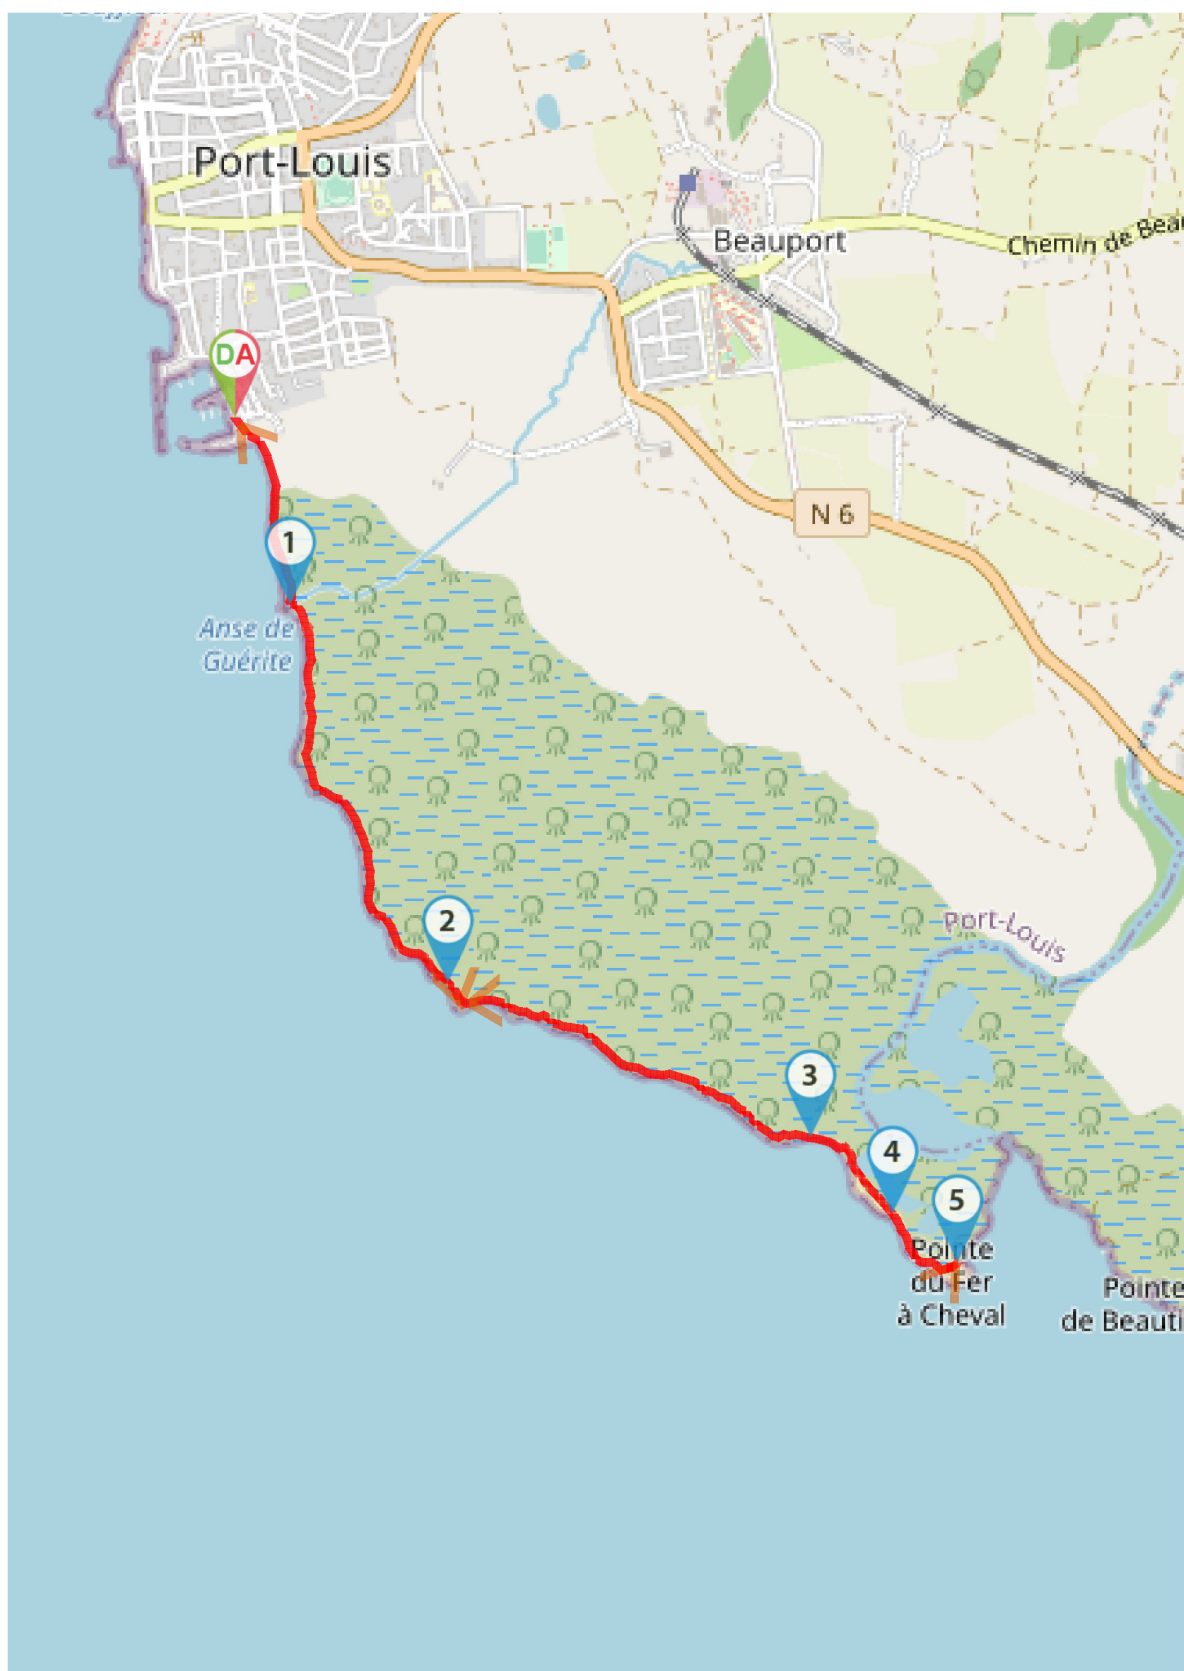 Port-Louis
Beauport
Chemin de Beau
DA
N 6
1
Anse de
Guérite
2
Port-Louis
3
4
5
Pointe
du Fer
à Cheval
Pointe
de Beauti